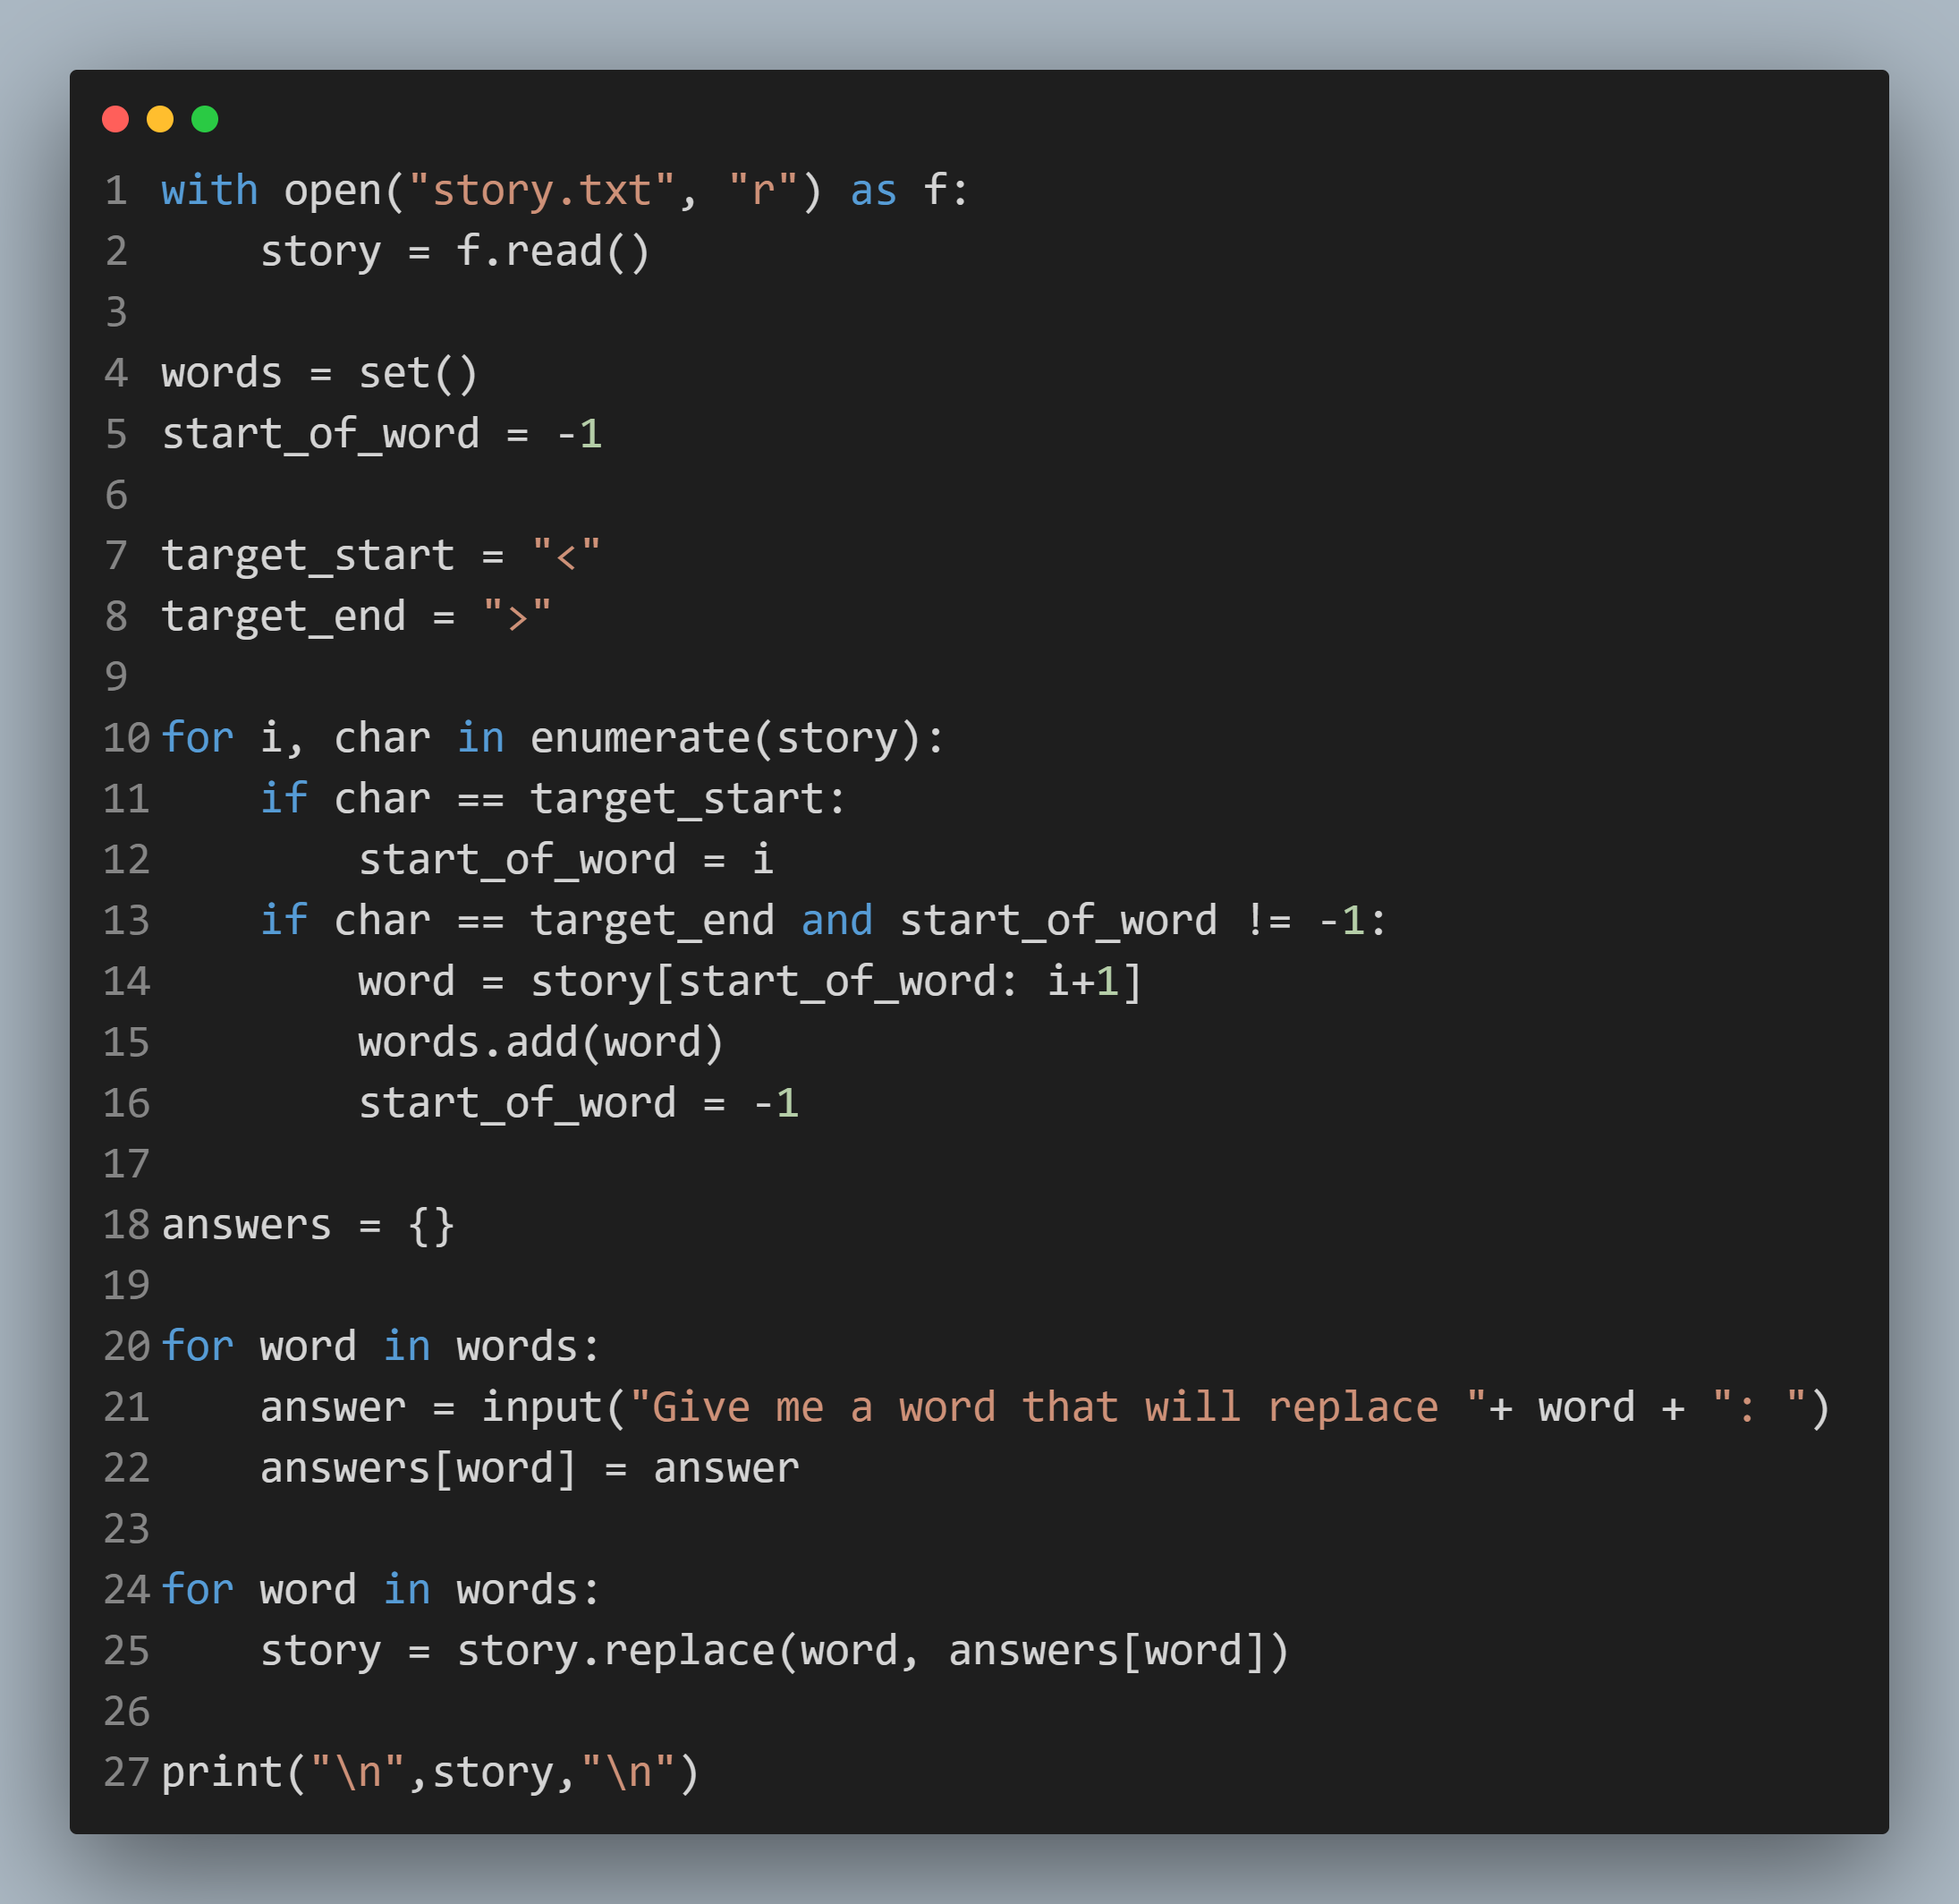 1 with open("story.txt", "r") as f:
2     story = f.read()
3
4 words = set()
5 start_of_word = -1
6
7 target_start = "<"
8 target_end = ">"
9
10 for i, char in enumerate(story):
11     if char == target_start:
12         start_of_word = i
13     if char == target_end and start_of_word != -1:
14         word = story[start_of_word: i+1]
15         words.add(word)
16         start_of_word = -1
17
18 answers = {}
19
20 for word in words:
21     answer = input("Give me a word that will replace "+ word + ": ")
22     answers[word] = answer
23
24 for word in words:
25     story = story.replace(word, answers[word])
26
27 print("\n",story,"\n")